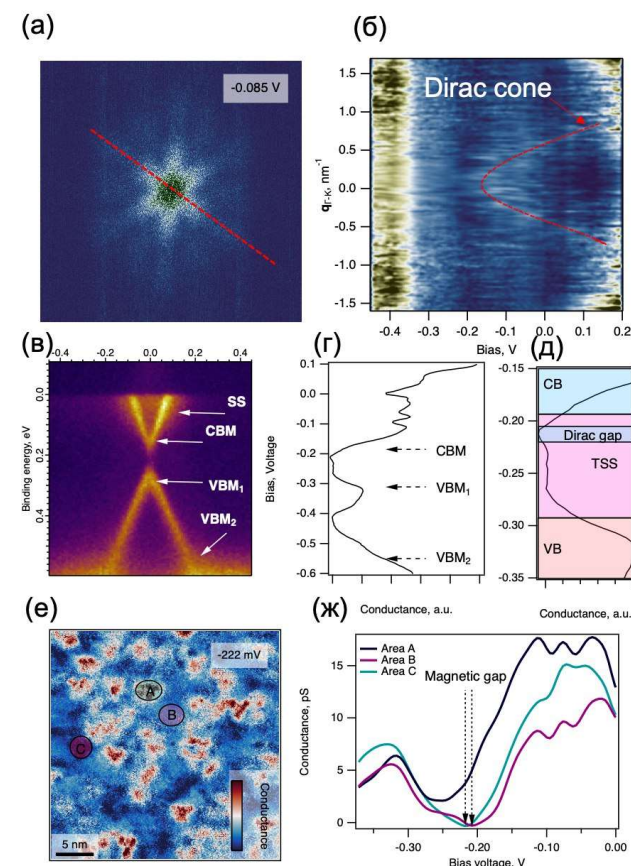 (а)
-0.085 V
(б)
1.5
1.0
0.5
0.0
-0.5
-1.0
-1.5
qΓ-K, nm⁻¹
Dirac cone
-0.4 -0.3 -0.2 -0.1 0.0 0.1 0.2
Bias, V
(в)
-0.4 -0.2 0.0 0.2 0.4
0.0
0.2
0.4
Binding energy, eV
SS
CBM
VBM1
VBM2
(г)
0.1
0.0
-0.1
-0.2
-0.3
-0.4
-0.5
-0.6
Bias, Voltage
CBM
VBM1
VBM2
Conductance, a.u.
(д)
-0.15
-0.20
-0.25
-0.30
-0.35
CB
Dirac gap
TSS
VB
Conductance, a.u.
(е)
-222 mV
A
B
C
Conductance
5 nm
(ж)
Area A
Area B
Area C
Magnetic gap
15
10
5
0
Conductance, pS
-0.30 -0.20 -0.10 0.00
Bias voltage, V